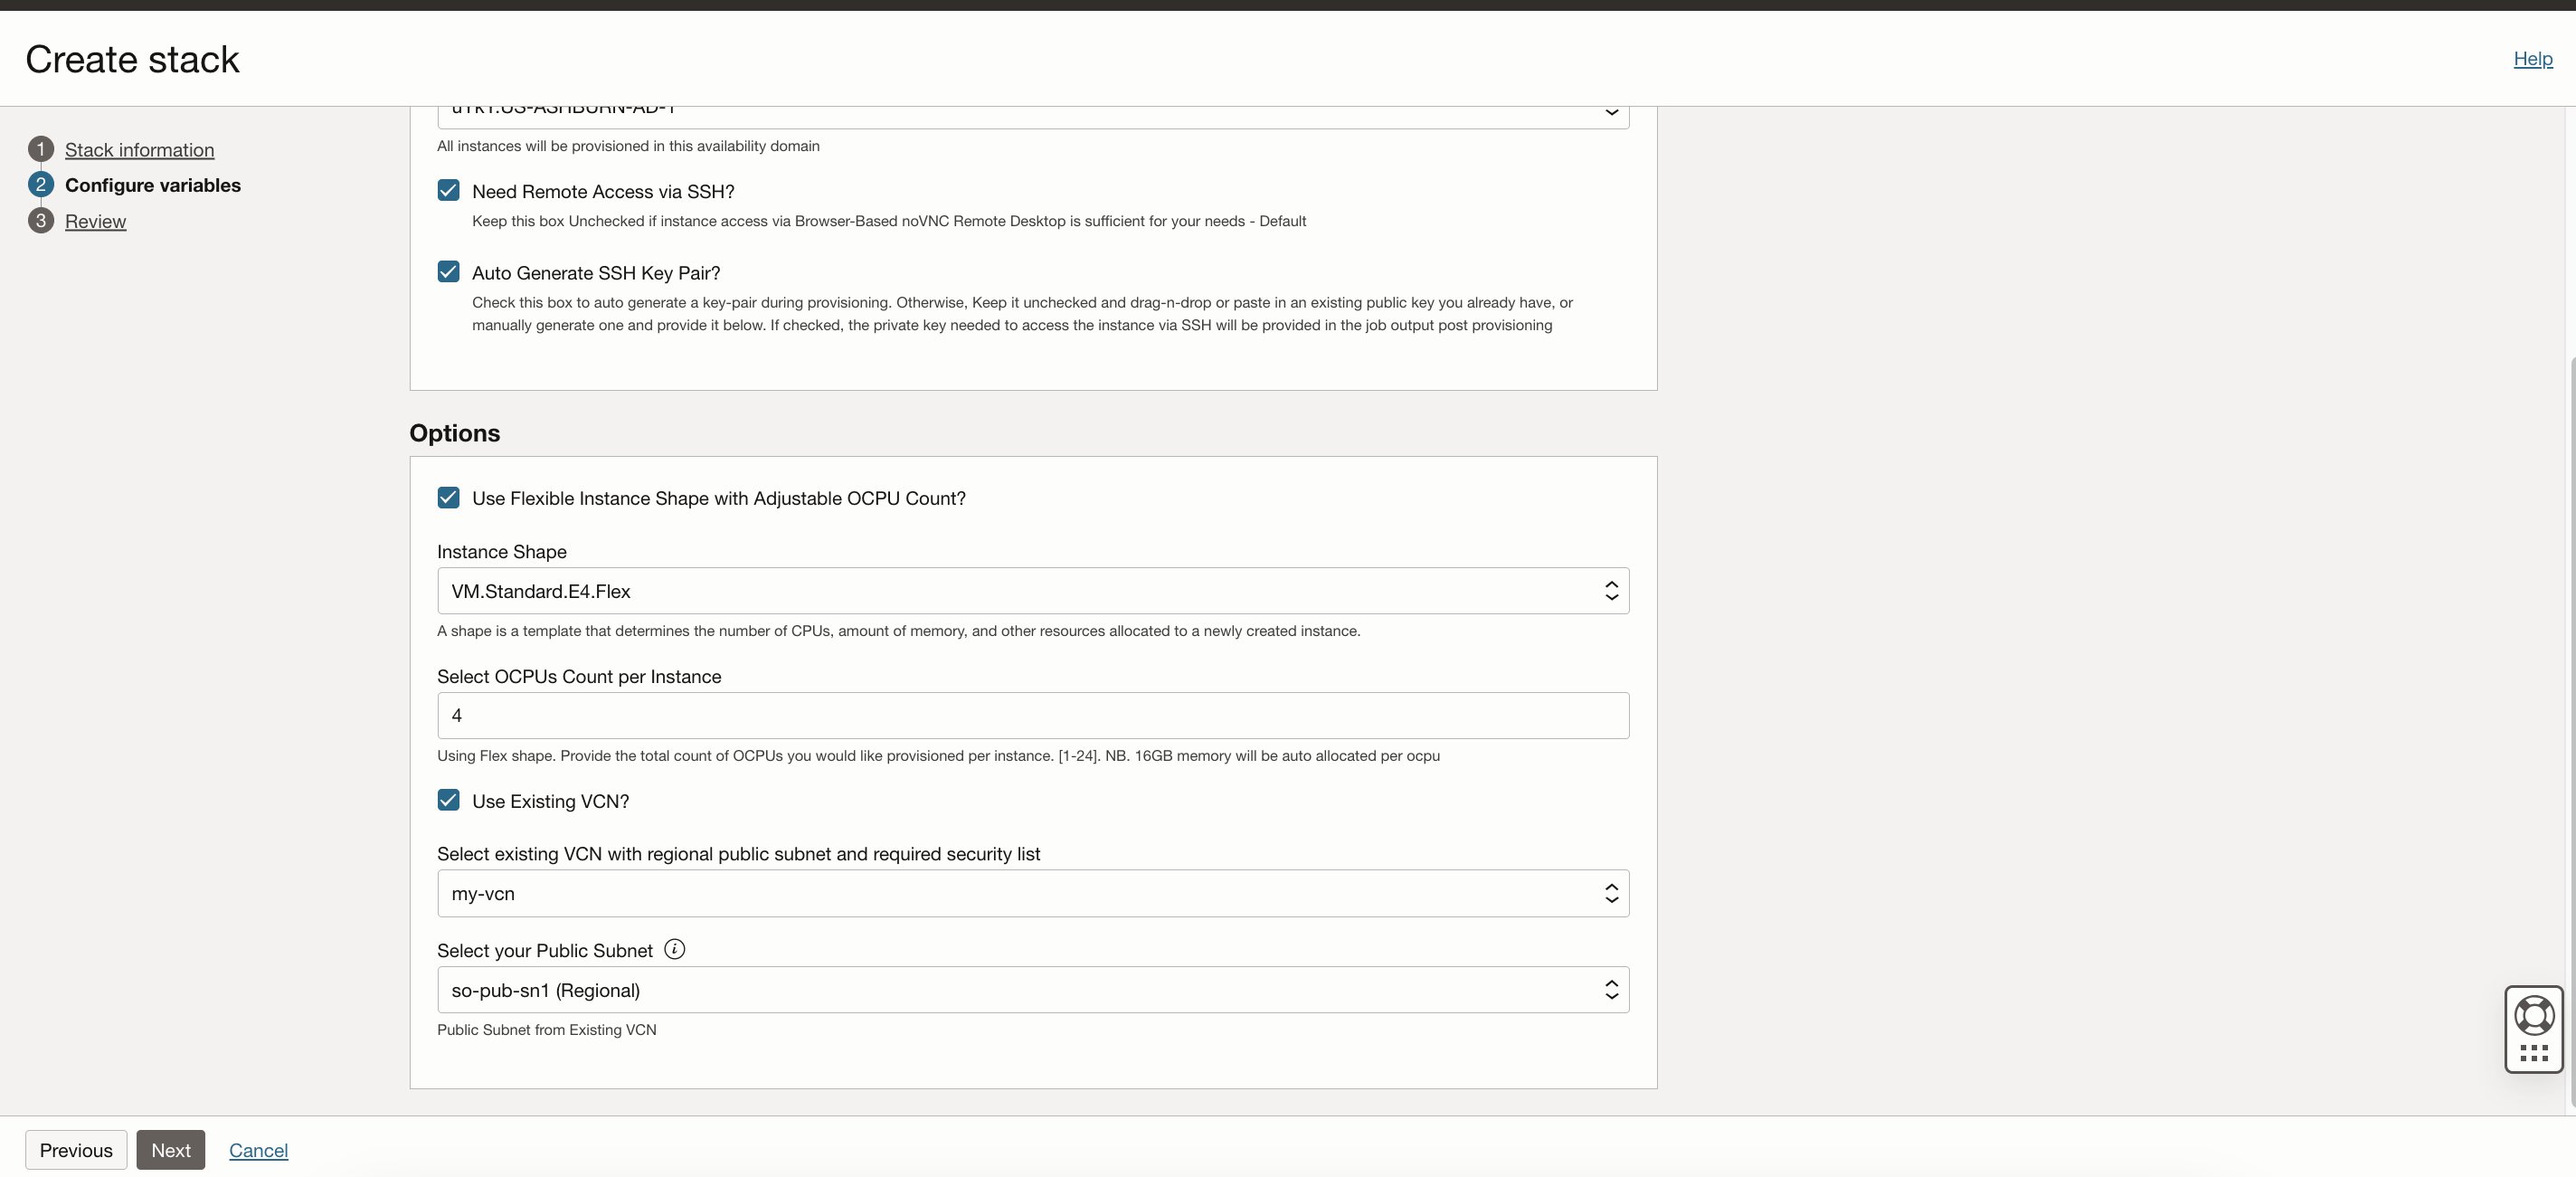 Create stack
Help
1 Stack information
2 Configure variables
3 Review
All instances will be provisioned in this availability domain
Need Remote Access via SSH?
Keep this box Unchecked if instance access via Browser-Based noVNC Remote Desktop is sufficient for your needs - Default
Auto Generate SSH Key Pair?
Check this box to auto generate a key-pair during provisioning. Otherwise, Keep it unchecked and drag-n-drop or paste in an existing public key you already have, or
manually generate one and provide it below. If checked, the private key needed to access the instance via SSH will be provided in the job output post provisioning
Options
Use Flexible Instance Shape with Adjustable OCPU Count?
Instance Shape
VM.Standard.E4.Flex
A shape is a template that determines the number of CPUs, amount of memory, and other resources allocated to a newly created instance.
Select OCPUs Count per Instance
4
Using Flex shape. Provide the total count of OCPUs you would like provisioned per instance. [1-24]. NB. 16GB memory will be auto allocated per ocpu
Use Existing VCN?
Select existing VCN with regional public subnet and required security list
my-vcn
Select your Public Subnet
so-pub-sn1 (Regional)
Public Subnet from Existing VCN
Previous
Next
Cancel